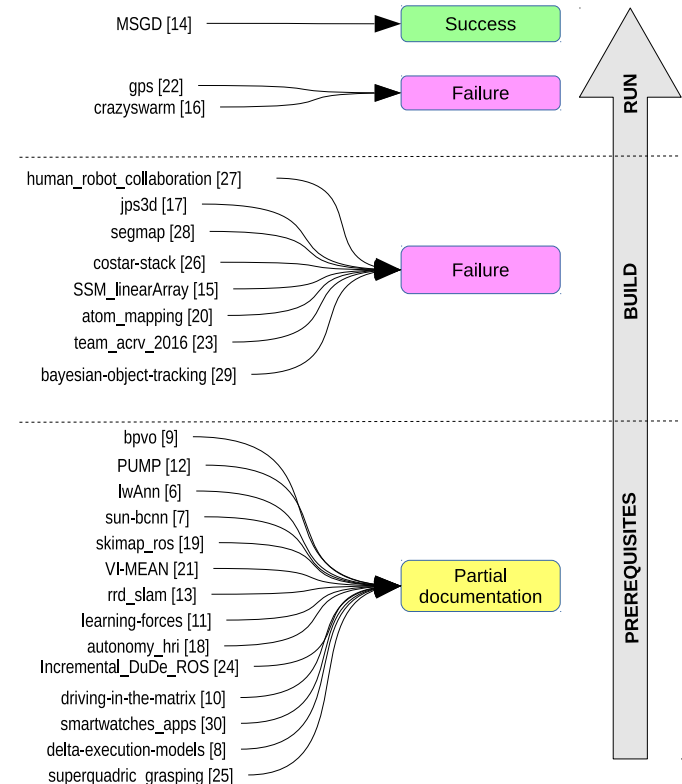 MSGD [14]
Success
gps [22]
crazyswarm [16]
Failure
RUN
human_robot_collaboration [27]
jps3d [17]
segmap [28]
costar-stack [26]
SSM_linearArray [15]
atom_mapping [20]
team_acrv_2016 [23]
bayesian-object-tracking [29]
Failure
BUILD
bpvo [9]
PUMP [12]
lwAnn [6]
sun-bcnn [7]
skimap_ros [19]
VI-MEAN [21]
rrd_slam [13]
learning-forces [11]
autonomy_hri [18]
Incremental_DuDe_ROS [24]
driving-in-the-matrix [10]
smartwatches_apps [30]
delta-execution-models [8]
superquadric_grasping [25]
Partial
documentation
PREREQUISITES